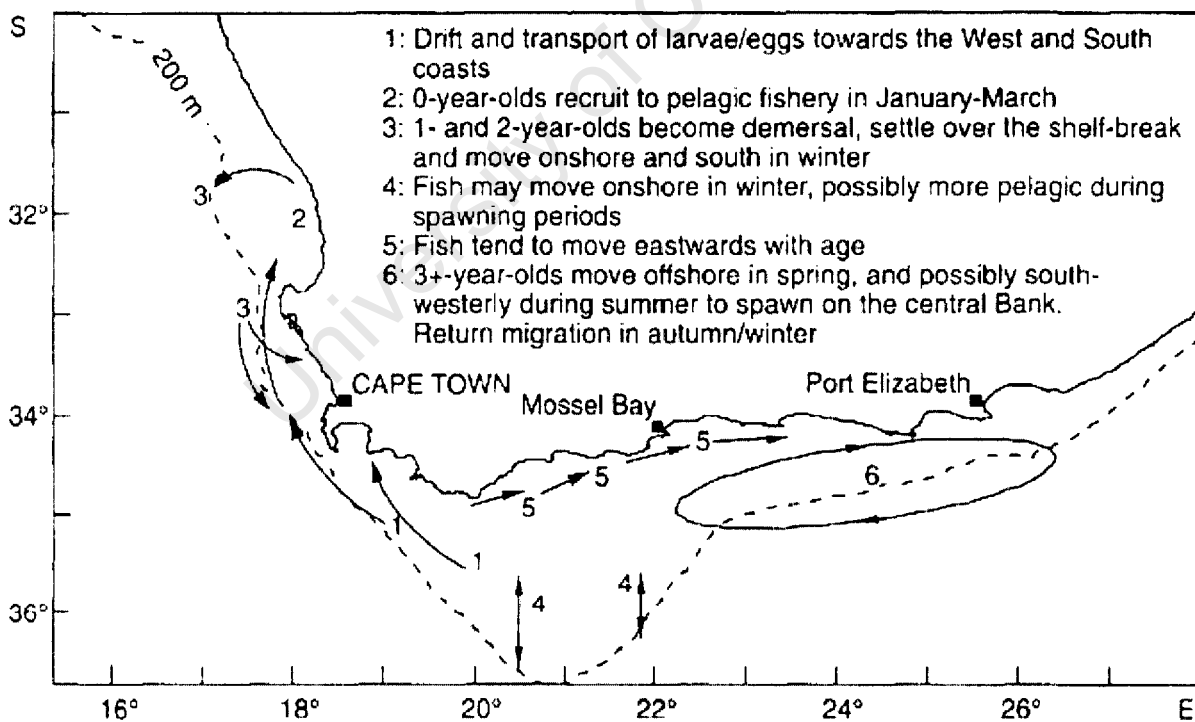 S
200 m
1: Drift and transport of larvae/eggs towards the West and South
coasts
2: 0-year-olds recruit to pelagic fishery in January-March
3: 1- and 2-year-olds become demersal, settle over the shelf-break
and move onshore and south in winter
4: Fish may move onshore in winter, possibly more pelagic during
spawning periods
5: Fish tend to move eastwards with age
6: 3+-year-olds move offshore in spring, and possibly south-
westerly during summer to spawn on the central Bank.
Return migration in autumn/winter
3
2
32°
3
CAPE TOWN
Mossel Bay
Port Elizabeth
34°
5
5
5
5
6
1
1
4
4
36°
16°
18°
20°
22°
24°
26°
E
University of C